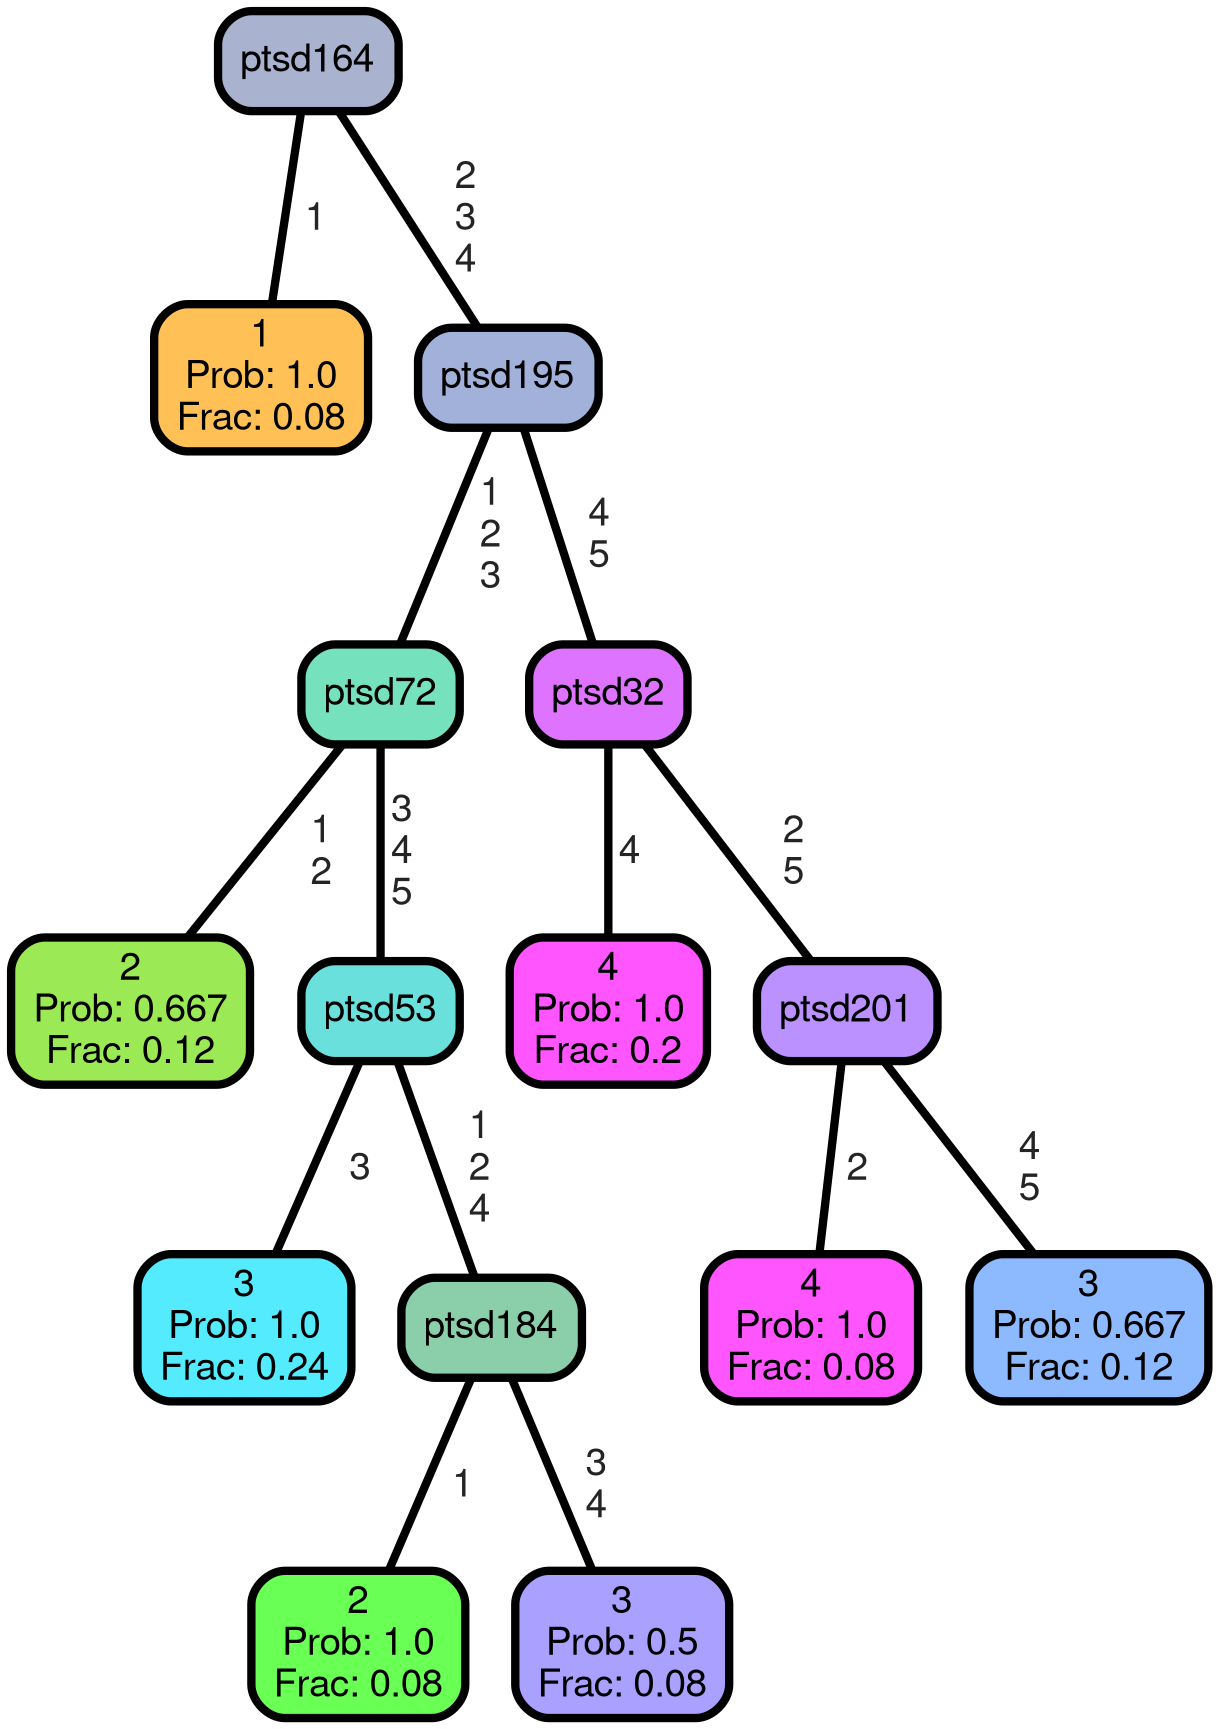 ptsd164
1
2
3
4
1
Prob: 1.0
Frac: 0.08
ptsd195
1
2
3
4
5
ptsd72
ptsd32
1
2
3
4
5
4
2
5
2
Prob: 0.667
Frac: 0.12
ptsd53
4
Prob: 1.0
Frac: 0.2
ptsd201
3
1
2
4
2
4
5
3
Prob: 1.0
Frac: 0.24
ptsd184
4
Prob: 1.0
Frac: 0.08
3
Prob: 0.667
Frac: 0.12
1
3
4
2
Prob: 1.0
Frac: 0.08
3
Prob: 0.5
Frac: 0.08